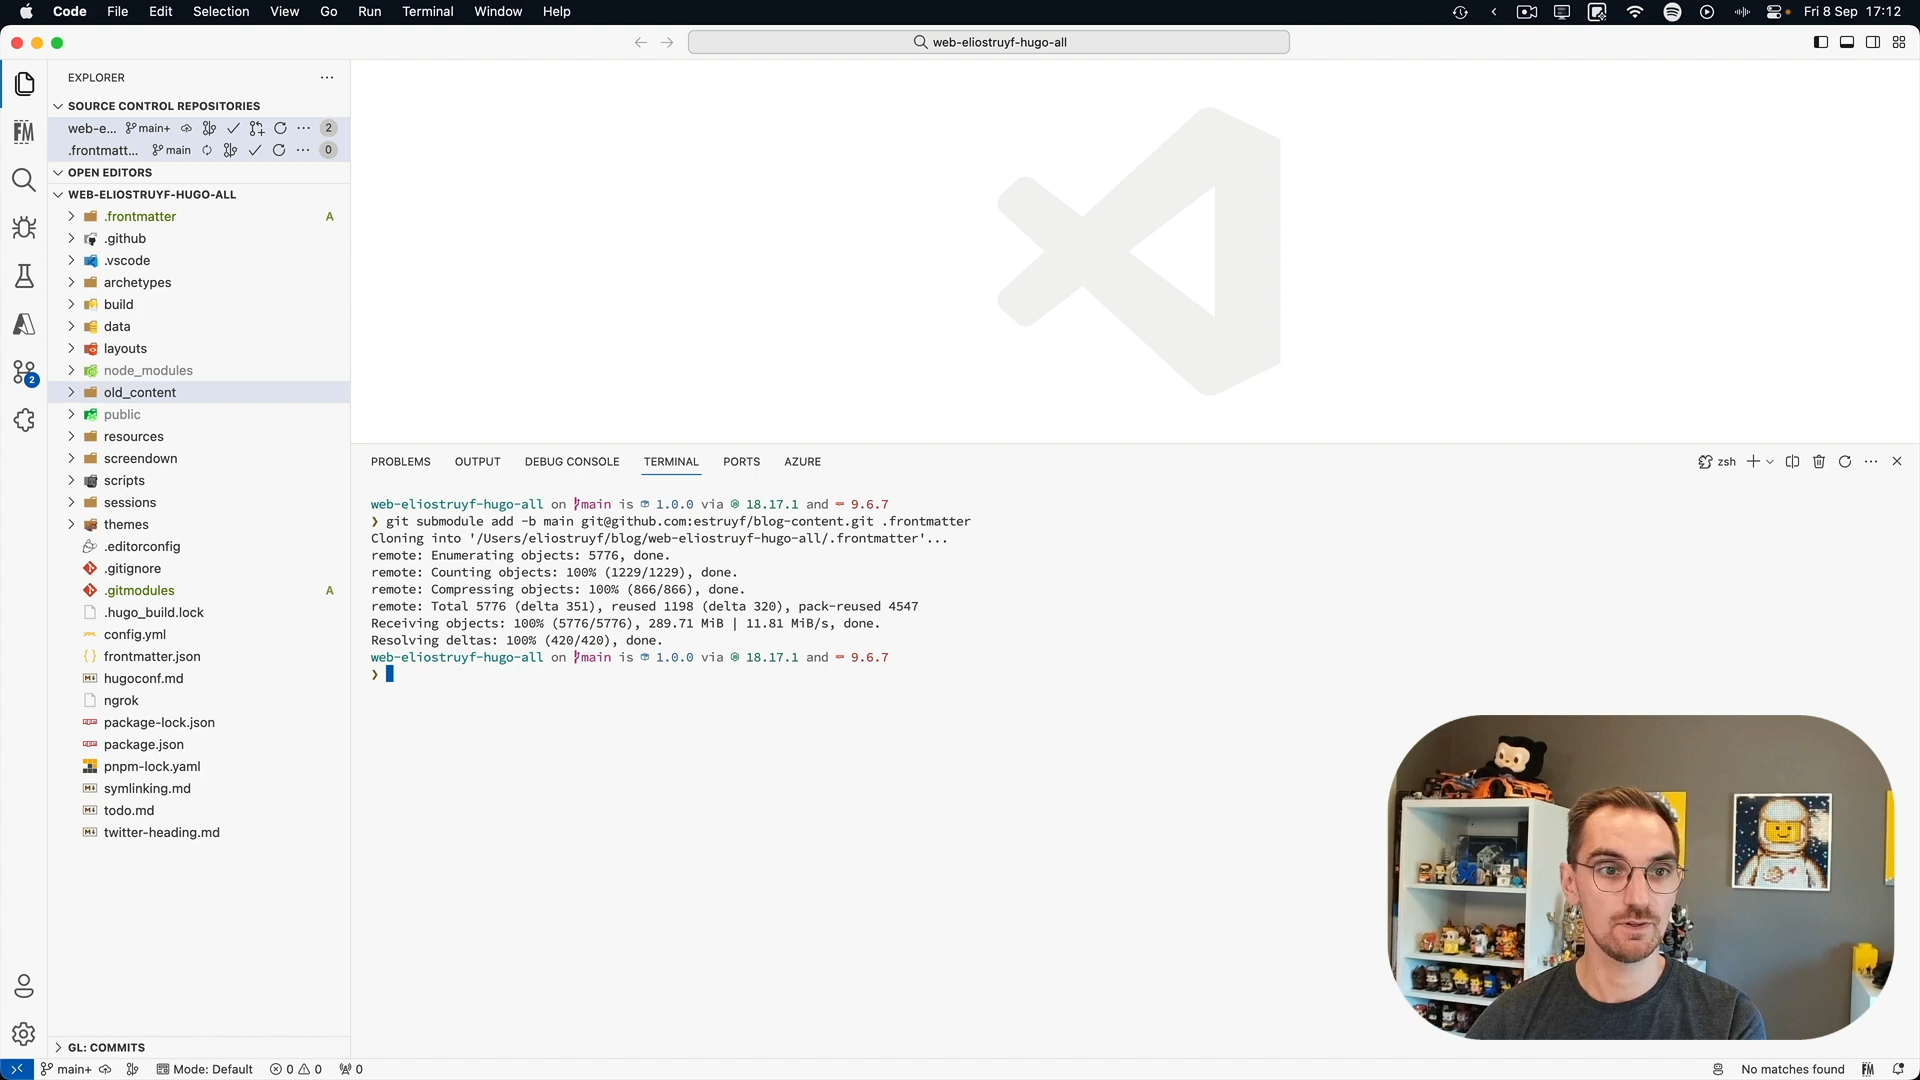 Code File Edit Selection View Go Run Terminal Window Help
Fri 8 Sep 17:12
web-eliostruyf-hugo-all
EXPLORER
SOURCE CONTROL REPOSITORIES
web-e... main+ 2
.frontmatt... main 0
OPEN EDITORS
WEB-ELIOSTRUYF-HUGO-ALL
.frontmatter A
.github
.vscode
archetypes
build
data
layouts
node_modules
old_content
public
resources
screendown
scripts
sessions
themes
.editorconfig
.gitignore
.gitmodules A
.hugo_build.lock
config.yml
frontmatter.json
hugoconf.md
ngrok
package-lock.json
package.json
pnpm-lock.yaml
symlinking.md
todo.md
twitter-heading.md
GL: COMMITS
FM
2
PROBLEMS OUTPUT DEBUG CONSOLE TERMINAL PORTS AZURE
zsh
web-eliostruyf-hugo-all on main is 1.0.0 via 18.17.1 and 9.6.7
❯ git submodule add -b main git@github.com:estruyf/blog-content.git .frontmatter
Cloning into '/Users/eliostruyf/blog/web-eliostruyf-hugo-all/.frontmatter'...
remote: Enumerating objects: 5776, done.
remote: Counting objects: 100% (1229/1229), done.
remote: Compressing objects: 100% (866/866), done.
remote: Total 5776 (delta 351), reused 1198 (delta 320), pack-reused 4547
Receiving objects: 100% (5776/5776), 289.71 MiB | 11.81 MiB/s, done.
Resolving deltas: 100% (420/420), done.
web-eliostruyf-hugo-all on main is 1.0.0 via 18.17.1 and 9.6.7
❯
main+ Mode: Default 0 0 0
No matches found FM